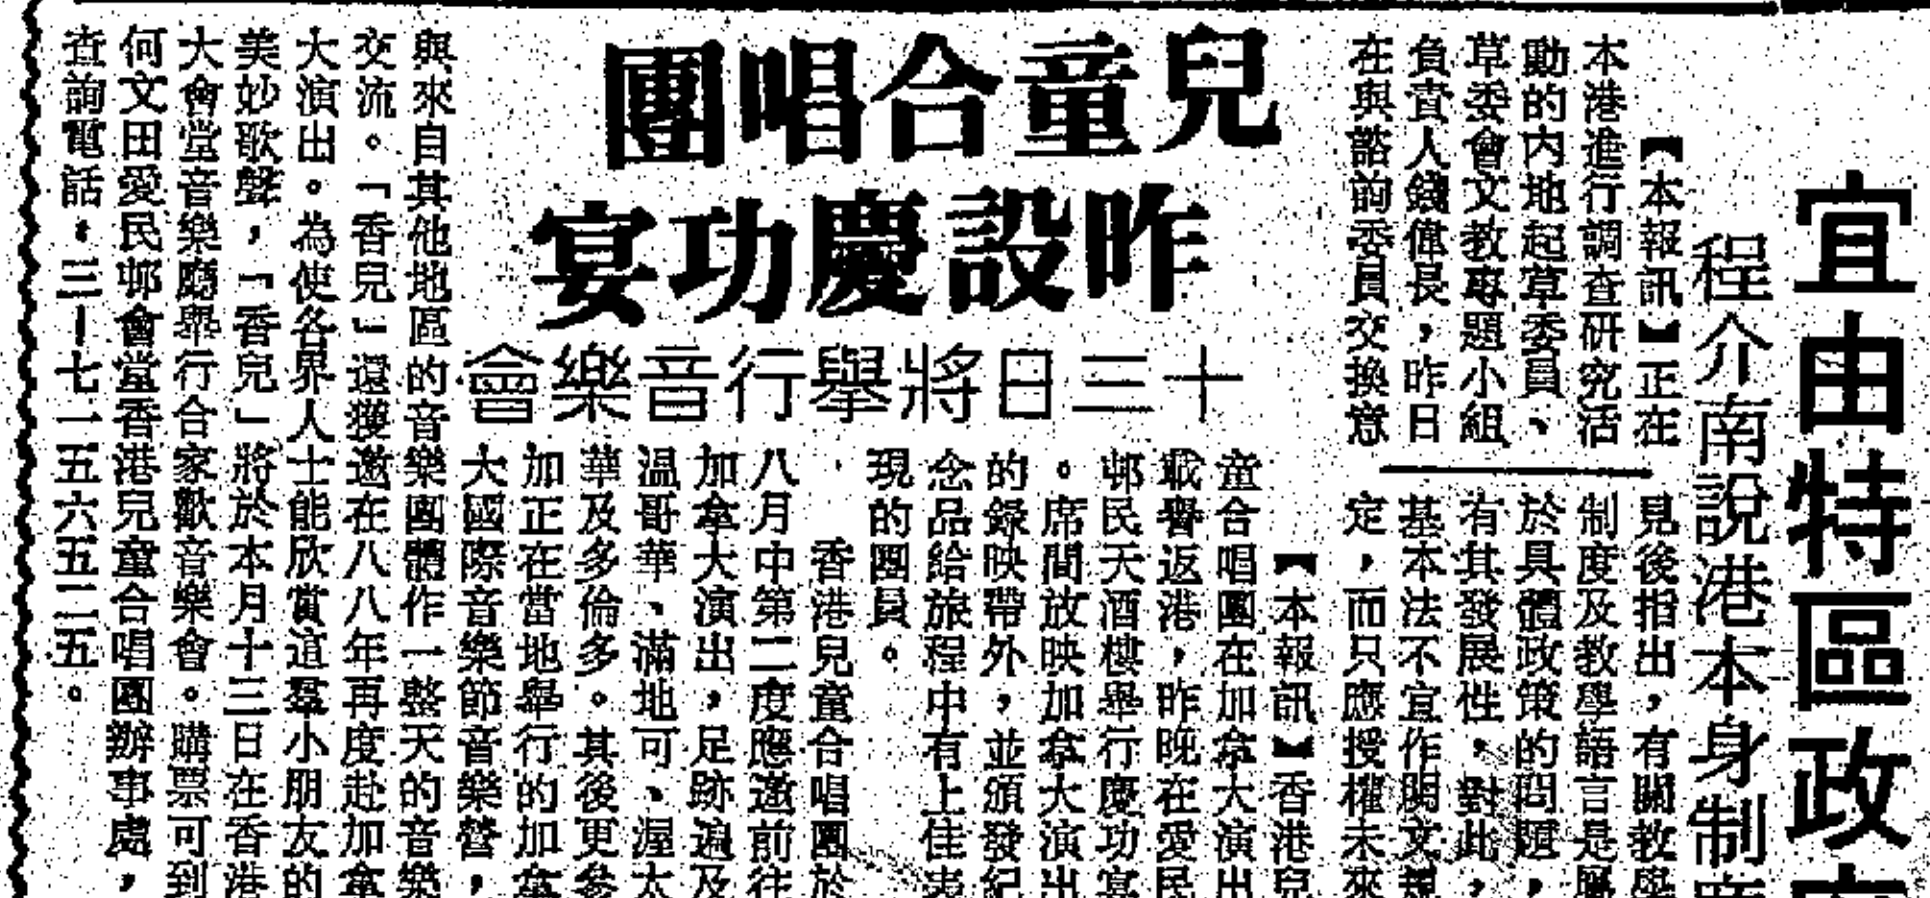 宜由特區政
程介南說港本身制
【本報訊】正在
本港進行調查研究活
動的內地起草委員、
草委會文教專題小組
負責人錢偉長，昨日
在與諮詢委員交換意
見後指出，有關教學
制度及教學語言是屬
於具體政策的問題，
有其發展性。對此，
基本法不宜作明文規
定，而只應授權未來
兒童合唱團
昨設慶功宴
十三日將舉行音樂會
【本報訊】香港兒
童合唱團在加拿大演出
載譽返港，昨晚在愛民
邨民天酒樓舉行慶功宴
。席間放映加拿大演出
的錄映帶外，並頒發紀
念品給旅程中有上佳表
現的團員。
香港兒童合唱團於
八月中第二度應邀前往
加拿大演出，足跡遍及
溫哥華、滿地可、渥太
華及多倫多。其後更參
加正在當地舉行的加拿
大國際音樂節音樂營，
與來自其他地區的音樂團體作一整天的音樂
交流。「香兒」還獲邀在八八年再度赴加拿
大演出。為使各界人士能欣賞這羣小朋友的
美妙歌聲，「香兒」將於本月十三日在香港
大會堂音樂廳舉行合家歡音樂會。購票可到
何文田愛民邨會堂香港兒童合唱團辦事處，
查詢電話：三－七一五六五二五。